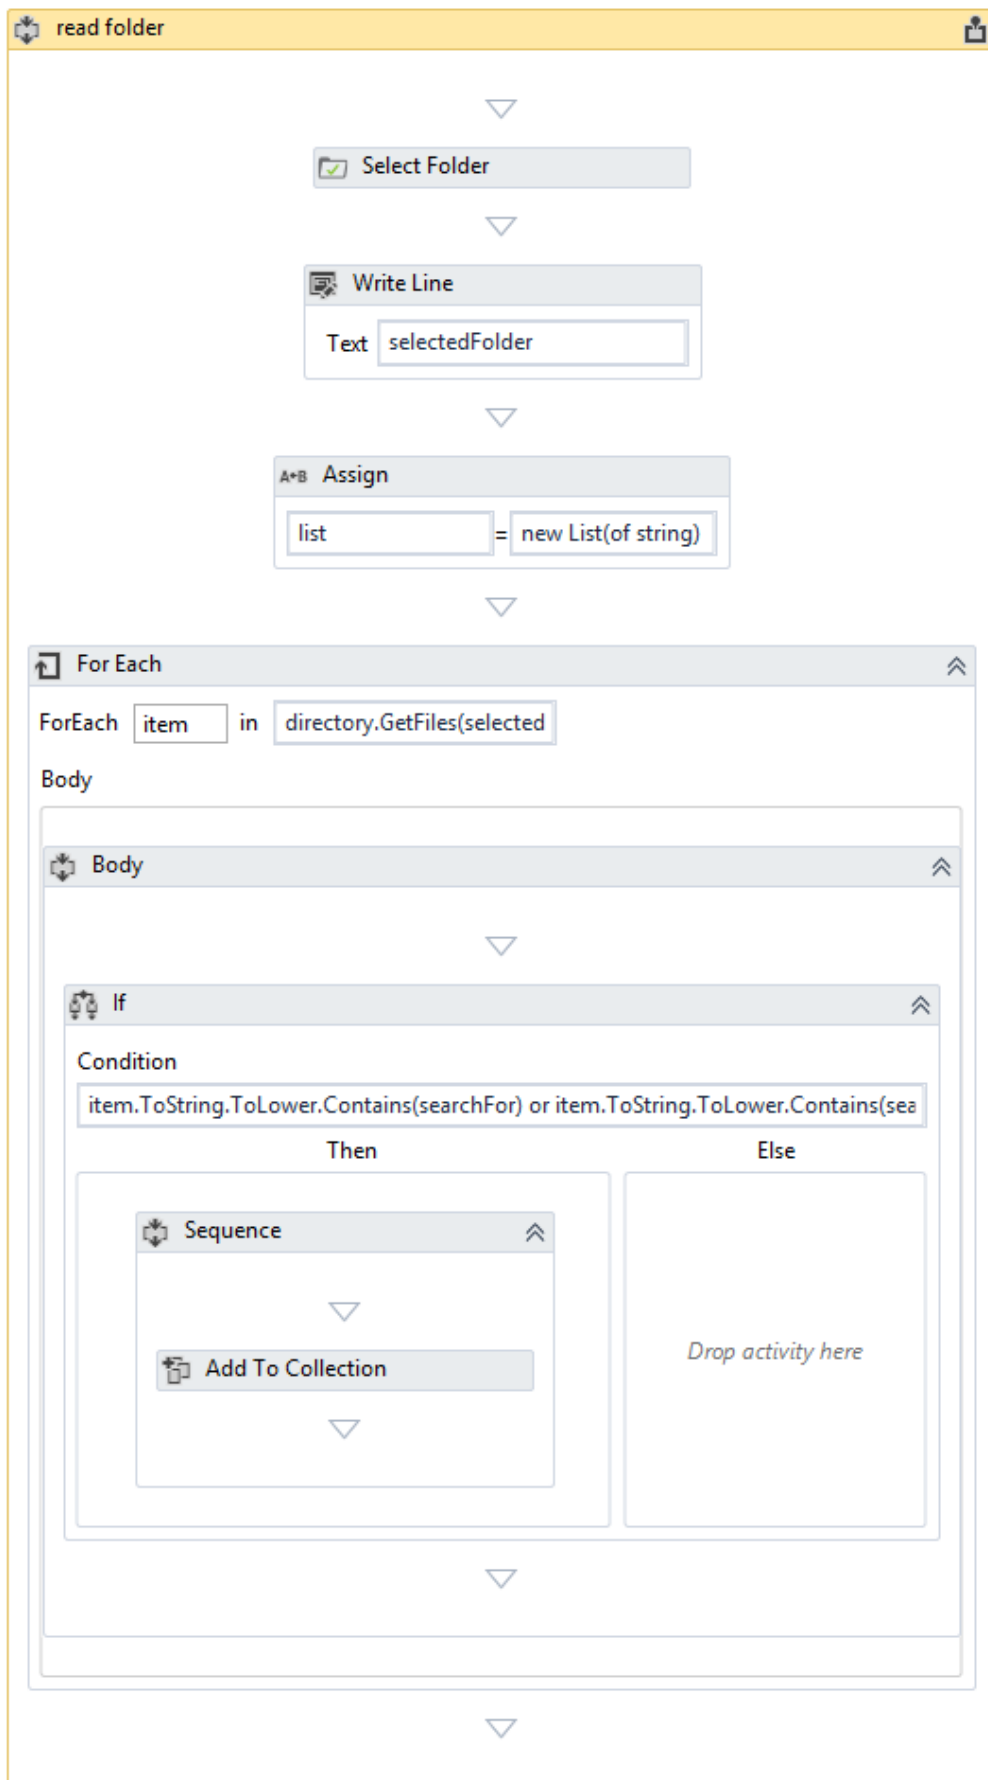 read folder
Select Folder
Write Line
Text selectedFolder
A+B Assign
list = new List(of string)
For Each
ForEach item in directory.GetFiles(selected
Body
Body
If
Condition
item.ToString.ToLower.Contains(searchFor) or item.ToString.ToLower.Contains(sea
Then Else
Sequence
Add To Collection
Drop activity here